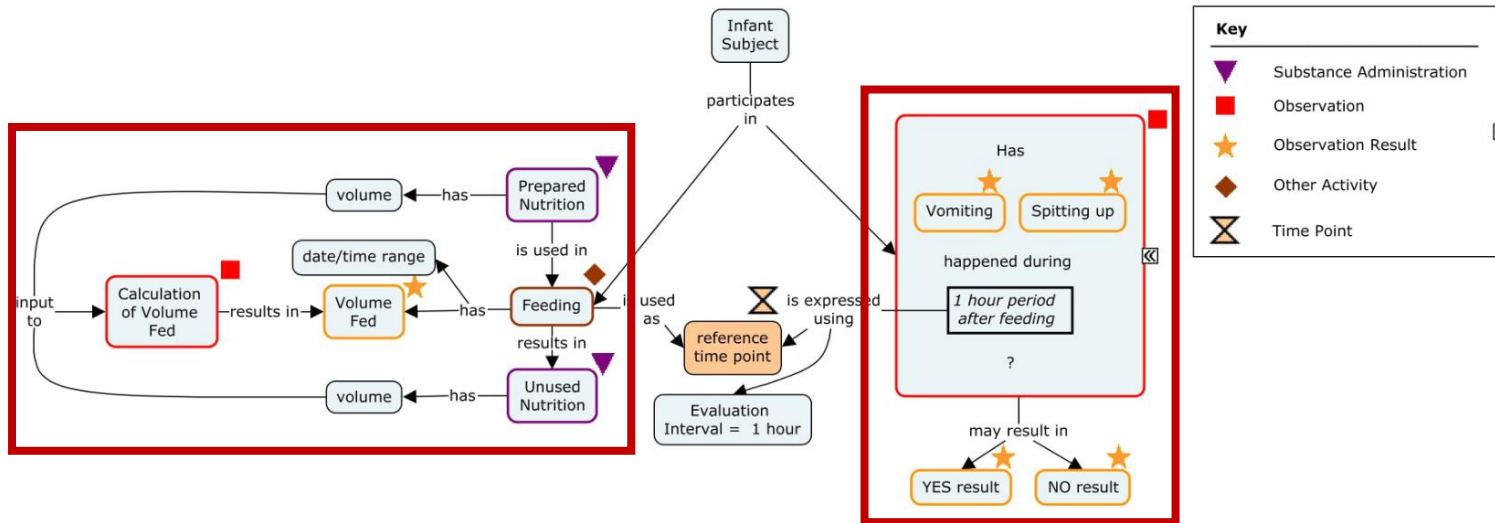 Infant
Subject
participates
in
Key
Substance Administration
Observation
Observation Result
Other Activity
Time Point
volume
has
Prepared
Nutrition
is used in
date/time range
input
to
Calculation
of Volume
Fed
results in
Volume
Fed
has
Feeding
results in
volume
has
Unused
Nutrition
is used
as
reference
time point
is expressed
using
Evaluation
Interval = 1 hour
Has
Vomiting
Spitting up
happened during
1 hour period
after feeding
?
may result in
YES result
NO result